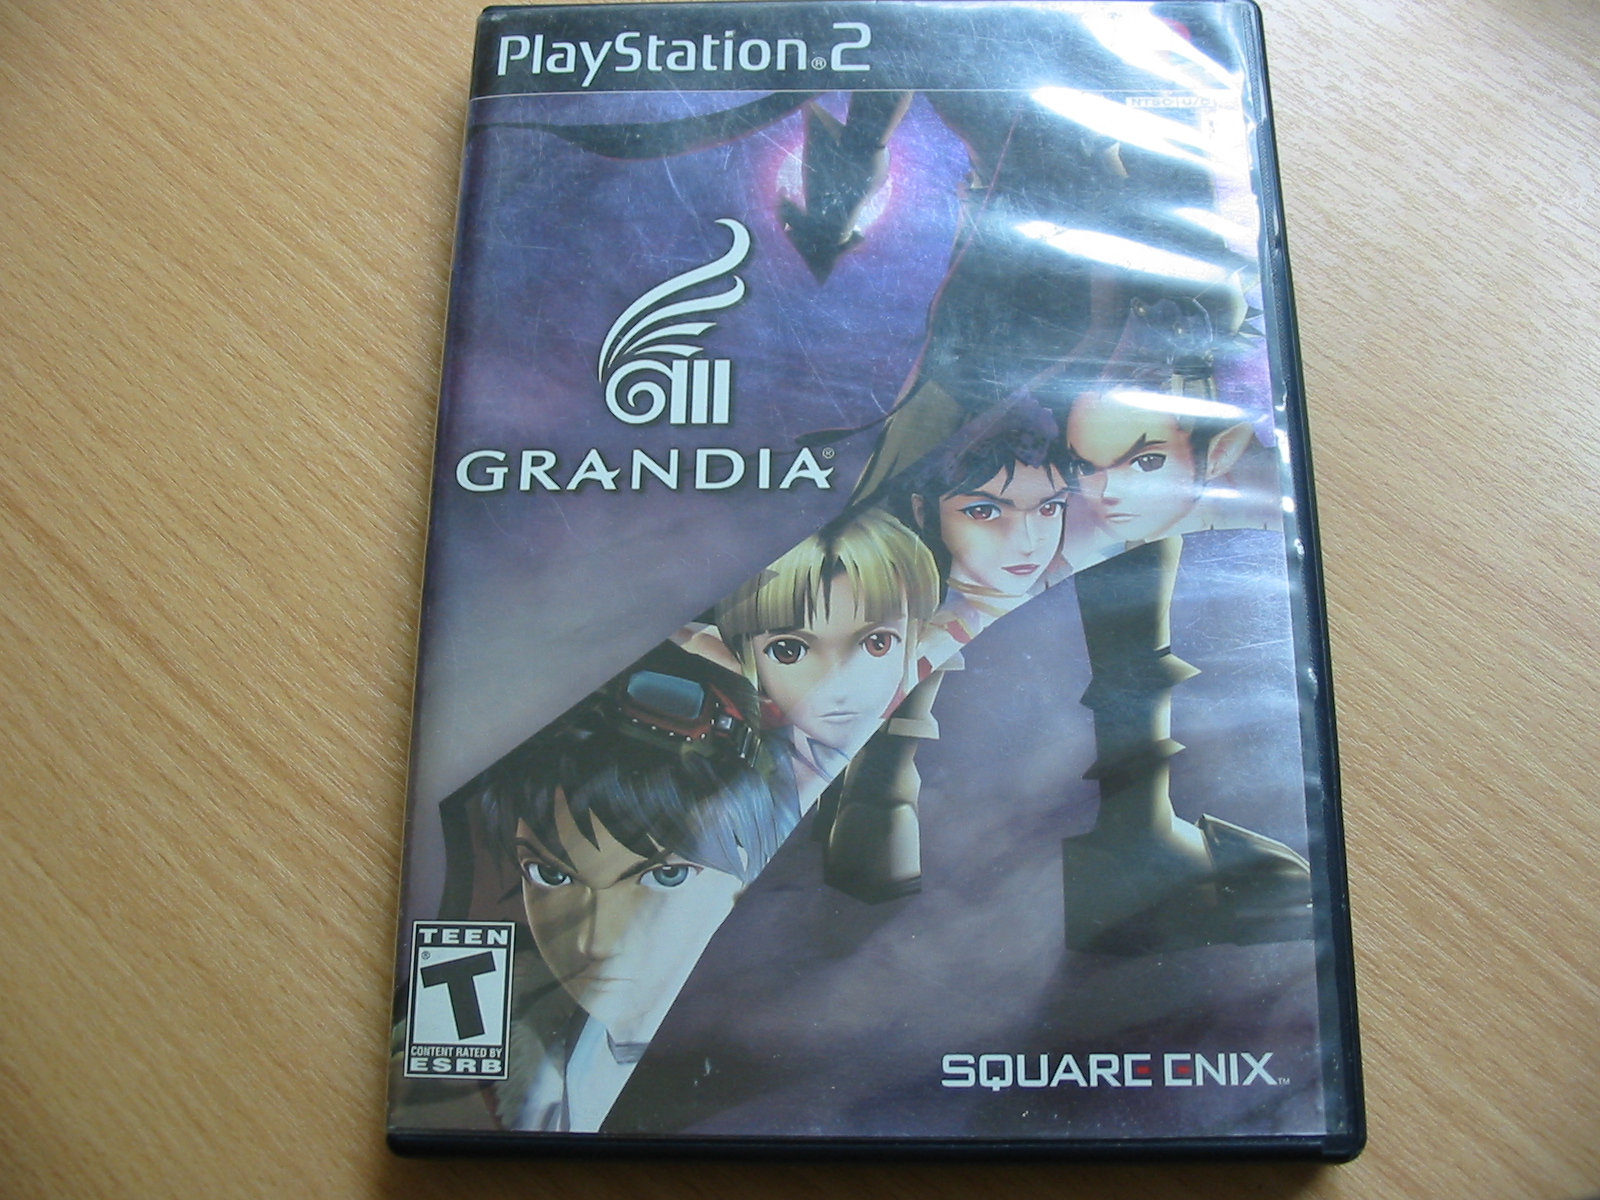 PlayStation®2
NTSC U/C
III
GRANDIA®
TEEN
T®
CONTENT RATED BY
ESRB
SQUARE ENIX™